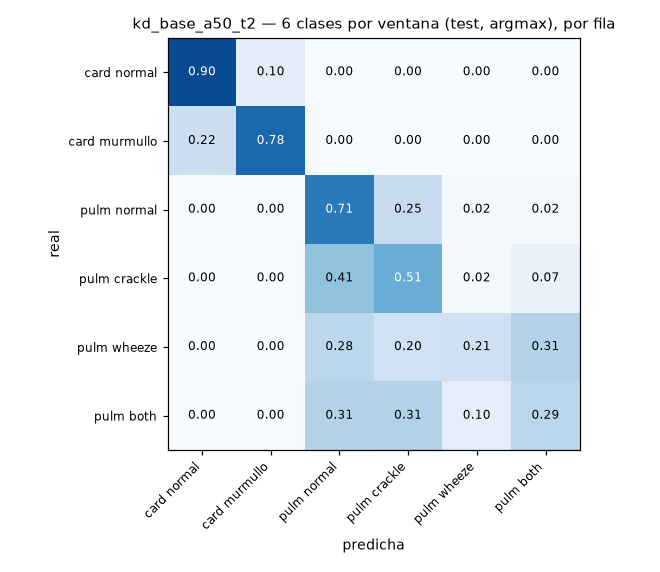 kd_base_a50_t2 — 6 clases por ventana (test, argmax), por fila
real
card normal 0.90 0.10 0.00 0.00 0.00 0.00
card murmullo 0.22 0.78 0.00 0.00 0.00 0.00
pulm normal 0.00 0.00 0.71 0.25 0.02 0.02
pulm crackle 0.00 0.00 0.41 0.51 0.02 0.07
pulm wheeze 0.00 0.00 0.28 0.20 0.21 0.31
pulm both 0.00 0.00 0.31 0.31 0.10 0.29
card normal card murmullo pulm normal pulm crackle pulm wheeze pulm both
predicha